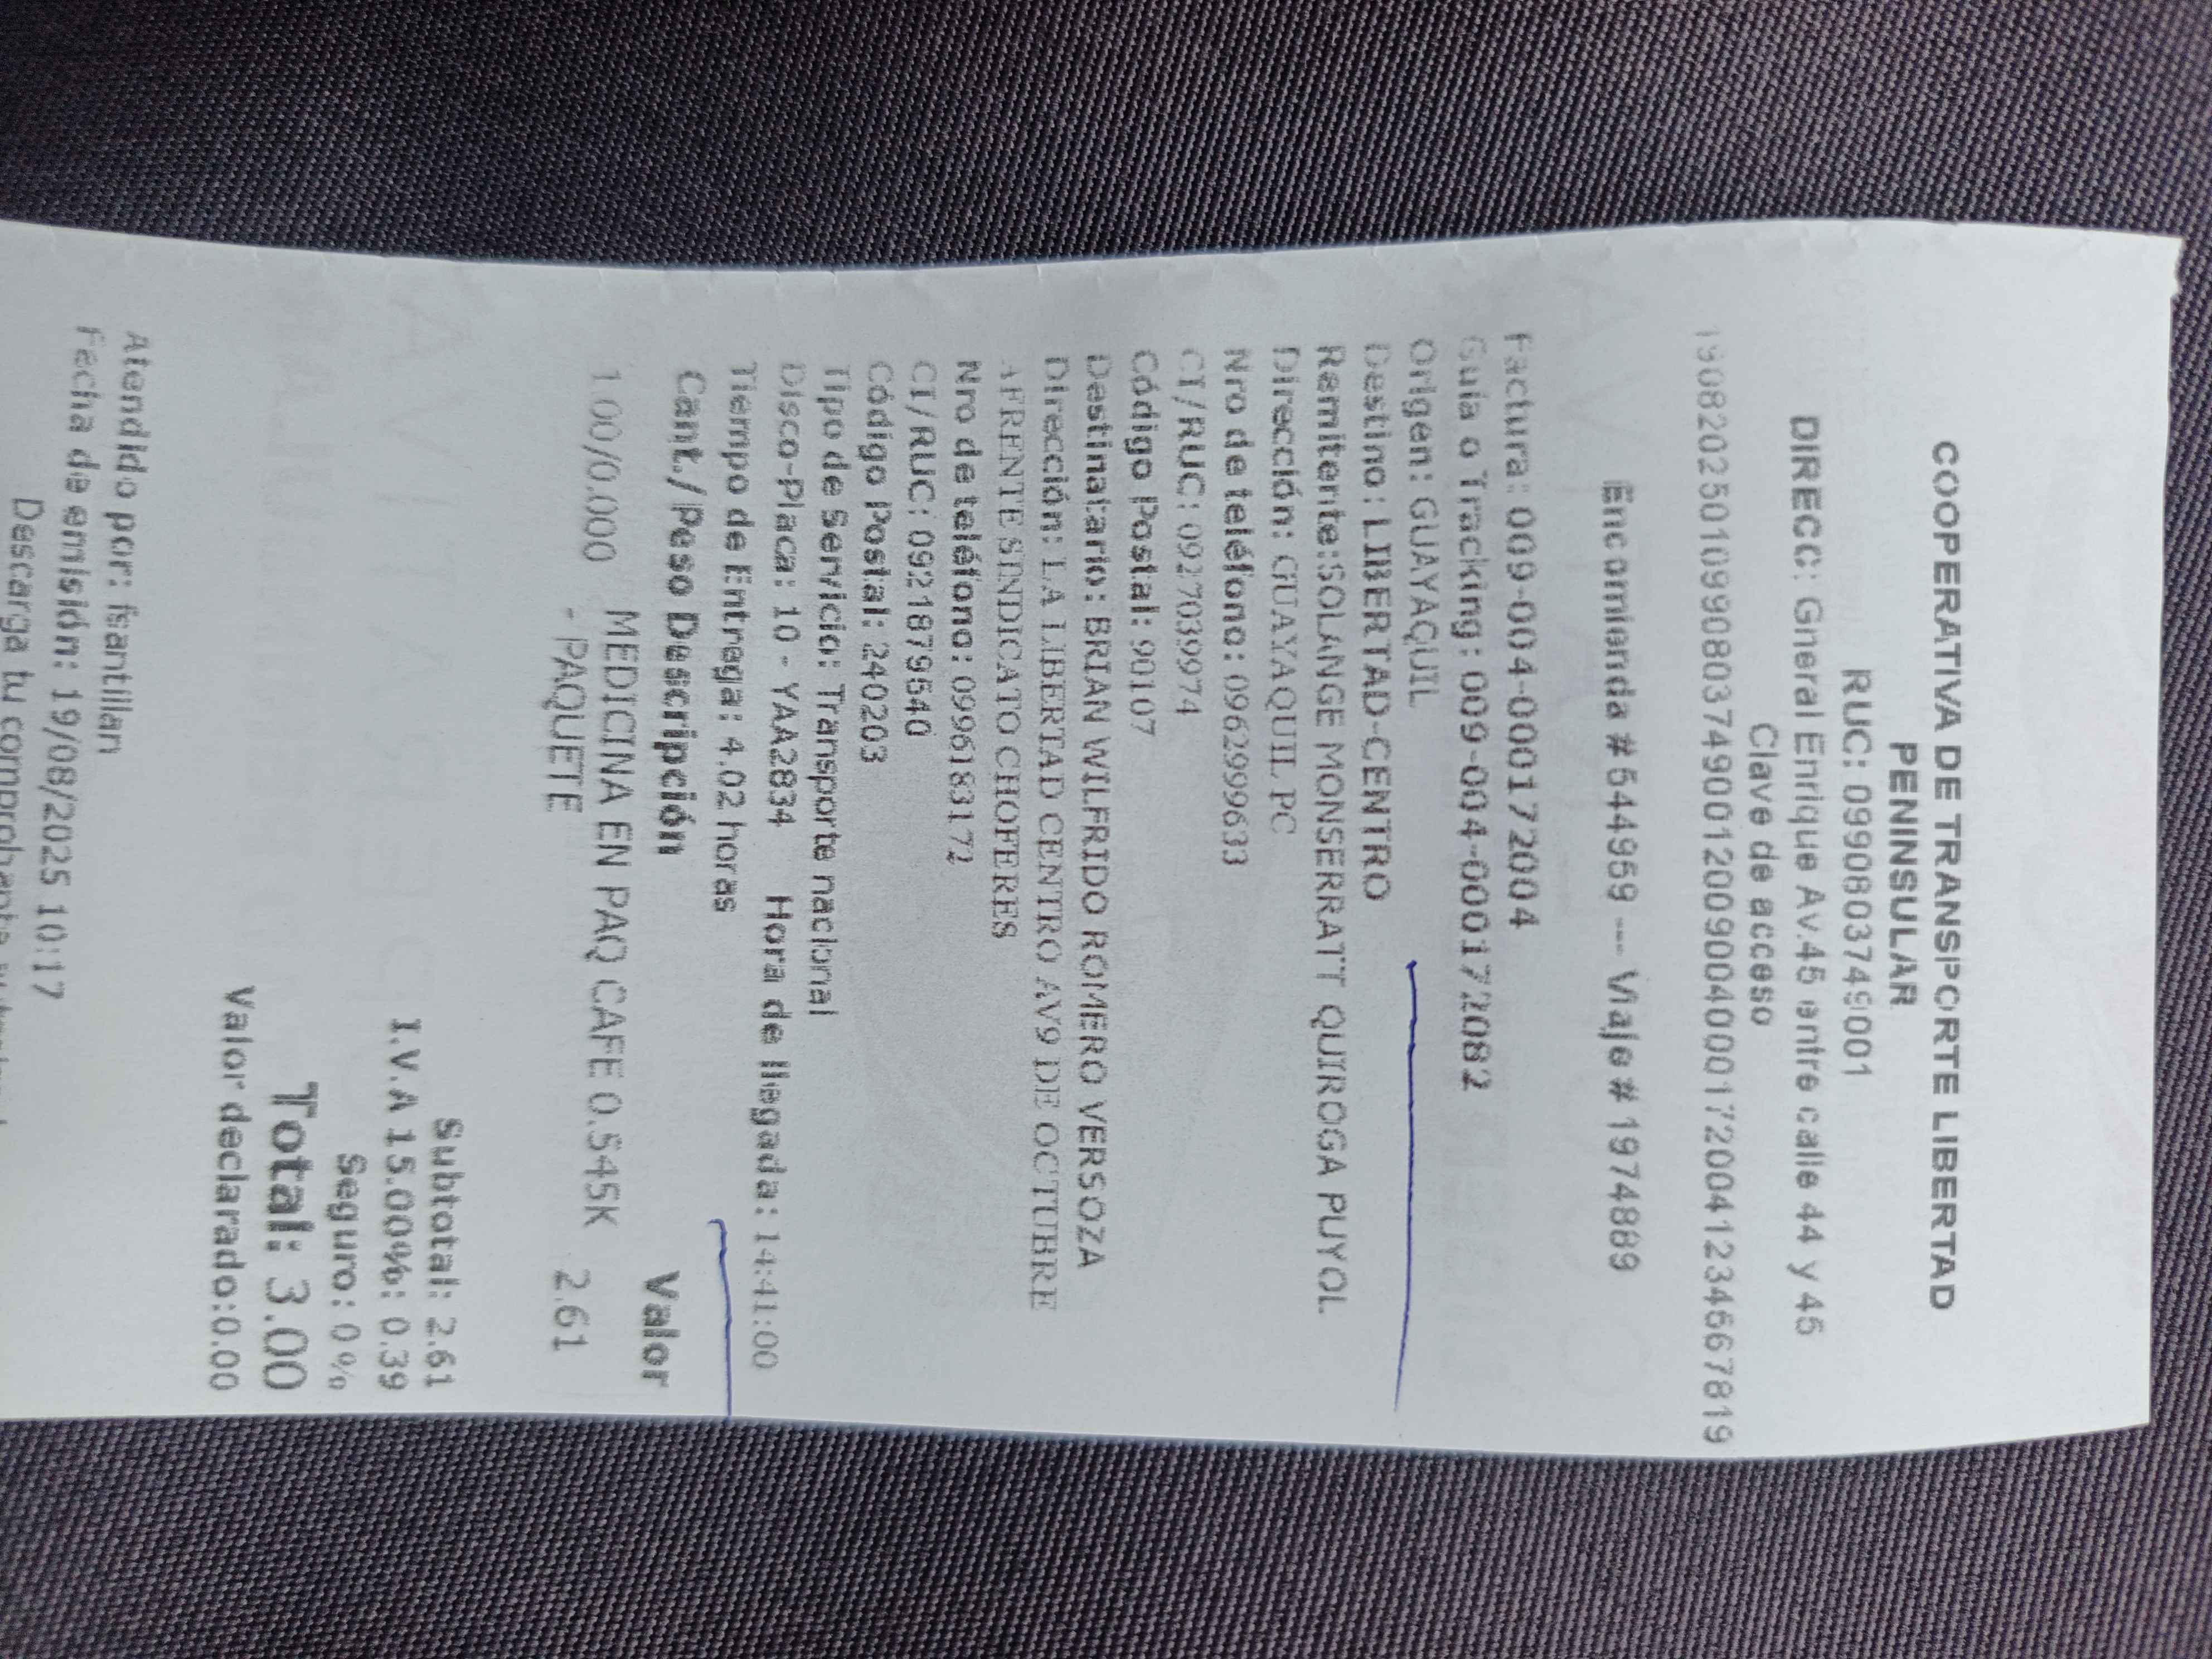 COOPERATIVA DE TRANSPORTE LIBERTAD
PENINSULAR
RUC: 0990803749001
DIRECC: Gneral Enrique Av.45 entre calle 44 y 45
Clave de acceso
1908202501099080374900120090040001720041234567819
Encomienda # 544959 --- Viaje # 1974889
Factura: 009-004-000172004
Guia o Tracking: 009-004-000172082
Origen: GUAYAQUIL
Destino: LIBERTAD-CENTRO
Remitente:SOLANGE MONSERRATT QUIROGA PUYOL
Dirección: GUAYAQUIL PC
Nro de teléfono: 0962999633
CI/RUC: 0927039974
Código Postal: 90107
Destinatario: BRIAN WILFRIDO ROMERO VERSOZA
Dirección: LA LIBERTAD CENTRO AV9 DE OCTUBRE
AFRENTE SINDICATO CHOFERES
Nro de teléfono: 0996183172
CI/RUC: 0921879640
Código Postal: 240203
Tipo de Servicio: Transporte nacional
Disco-Placa: 10 - YAA2834 Hora de llegada: 14:41:00
Tiempo de Entrega: 4.02 horas
Cant./Peso Descripción Valor
1.00/0.000 MEDICINA EN PAQ CAFE 0.545K 2.61
- PAQUETE
Subtotal: 2.61
I.V.A 15.00%: 0.39
Seguro: 0 %
Total: 3.00
Valor declarado:0.00
Atendido por: fsantillan
Fecha de emisión: 19/08/2025 10:17
Descarga tu comprobante